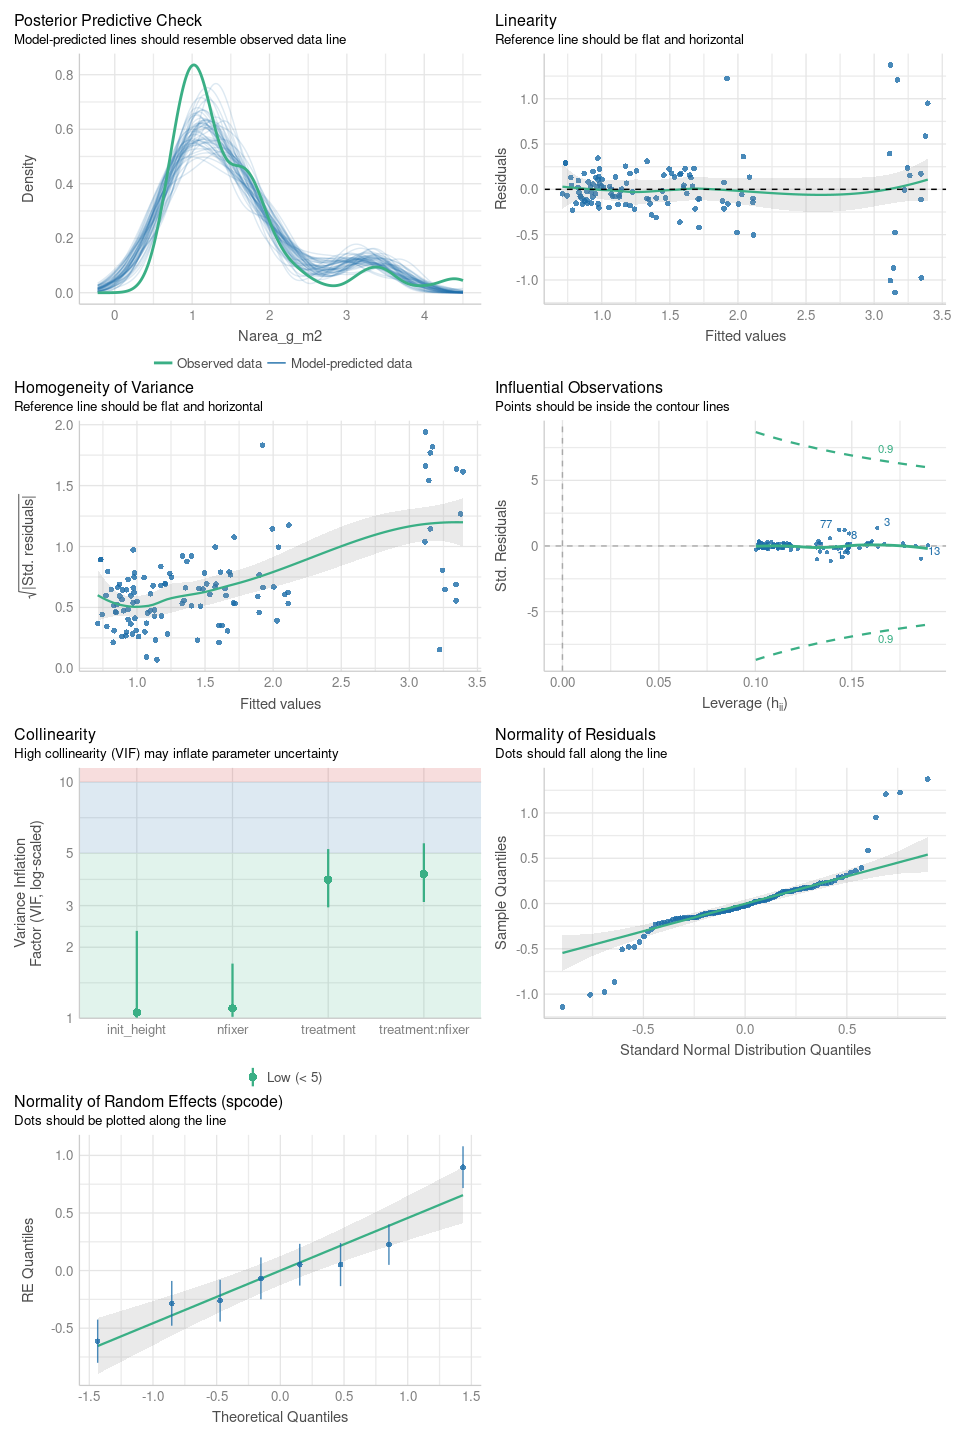 Posterior Predictive Check
Model-predicted lines should resemble observed data line
Density
0.8
0.6
0.4
0.2
0.0
0
1
2
3
4
Narea_g_m2
Observed data
Model-predicted data
Linearity
Reference line should be flat and horizontal
Residuals
1.0
0.5
0.0
-0.5
-1.0
1.0
1.5
2.0
2.5
3.0
3.5
Fitted values
Homogeneity of Variance
Reference line should be flat and horizontal
√|Std. residuals|
2.0
1.5
1.0
0.5
0.0
1.0
1.5
2.0
2.5
3.0
3.5
Fitted values
Influential Observations
Points should be inside the contour lines
Std. Residuals
5
0
-5
0.9
77
8
3
13
0.9
0.00
0.05
0.10
0.15
Leverage (hii)
Collinearity
High collinearity (VIF) may inflate parameter uncertainty
Variance Inflation
Factor (VIF, log-scaled)
10
5
3
2
1
init_height
nfixer
treatment
treatment:nfixer
Low (< 5)
Normality of Residuals
Dots should fall along the line
Sample Quantiles
1.0
0.5
0.0
-0.5
-1.0
-0.5
0.0
0.5
Standard Normal Distribution Quantiles
Normality of Random Effects (spcode)
Dots should be plotted along the line
RE Quantiles
1.0
0.5
0.0
-0.5
-1.5
-1.0
-0.5
0.0
0.5
1.0
1.5
Theoretical Quantiles